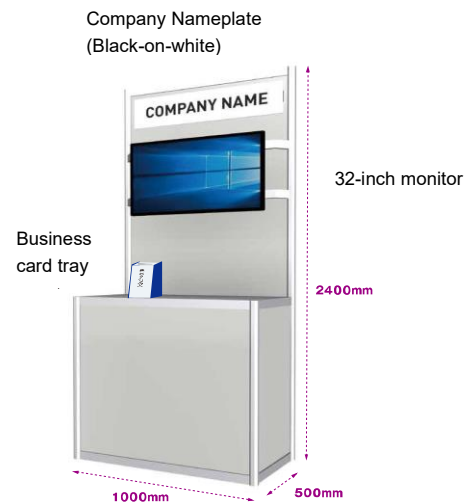 Company Nameplate
(Black-on-white)
COMPANY NAME
32-inch monitor
Business
card tray
2400mm
1000mm
500mm